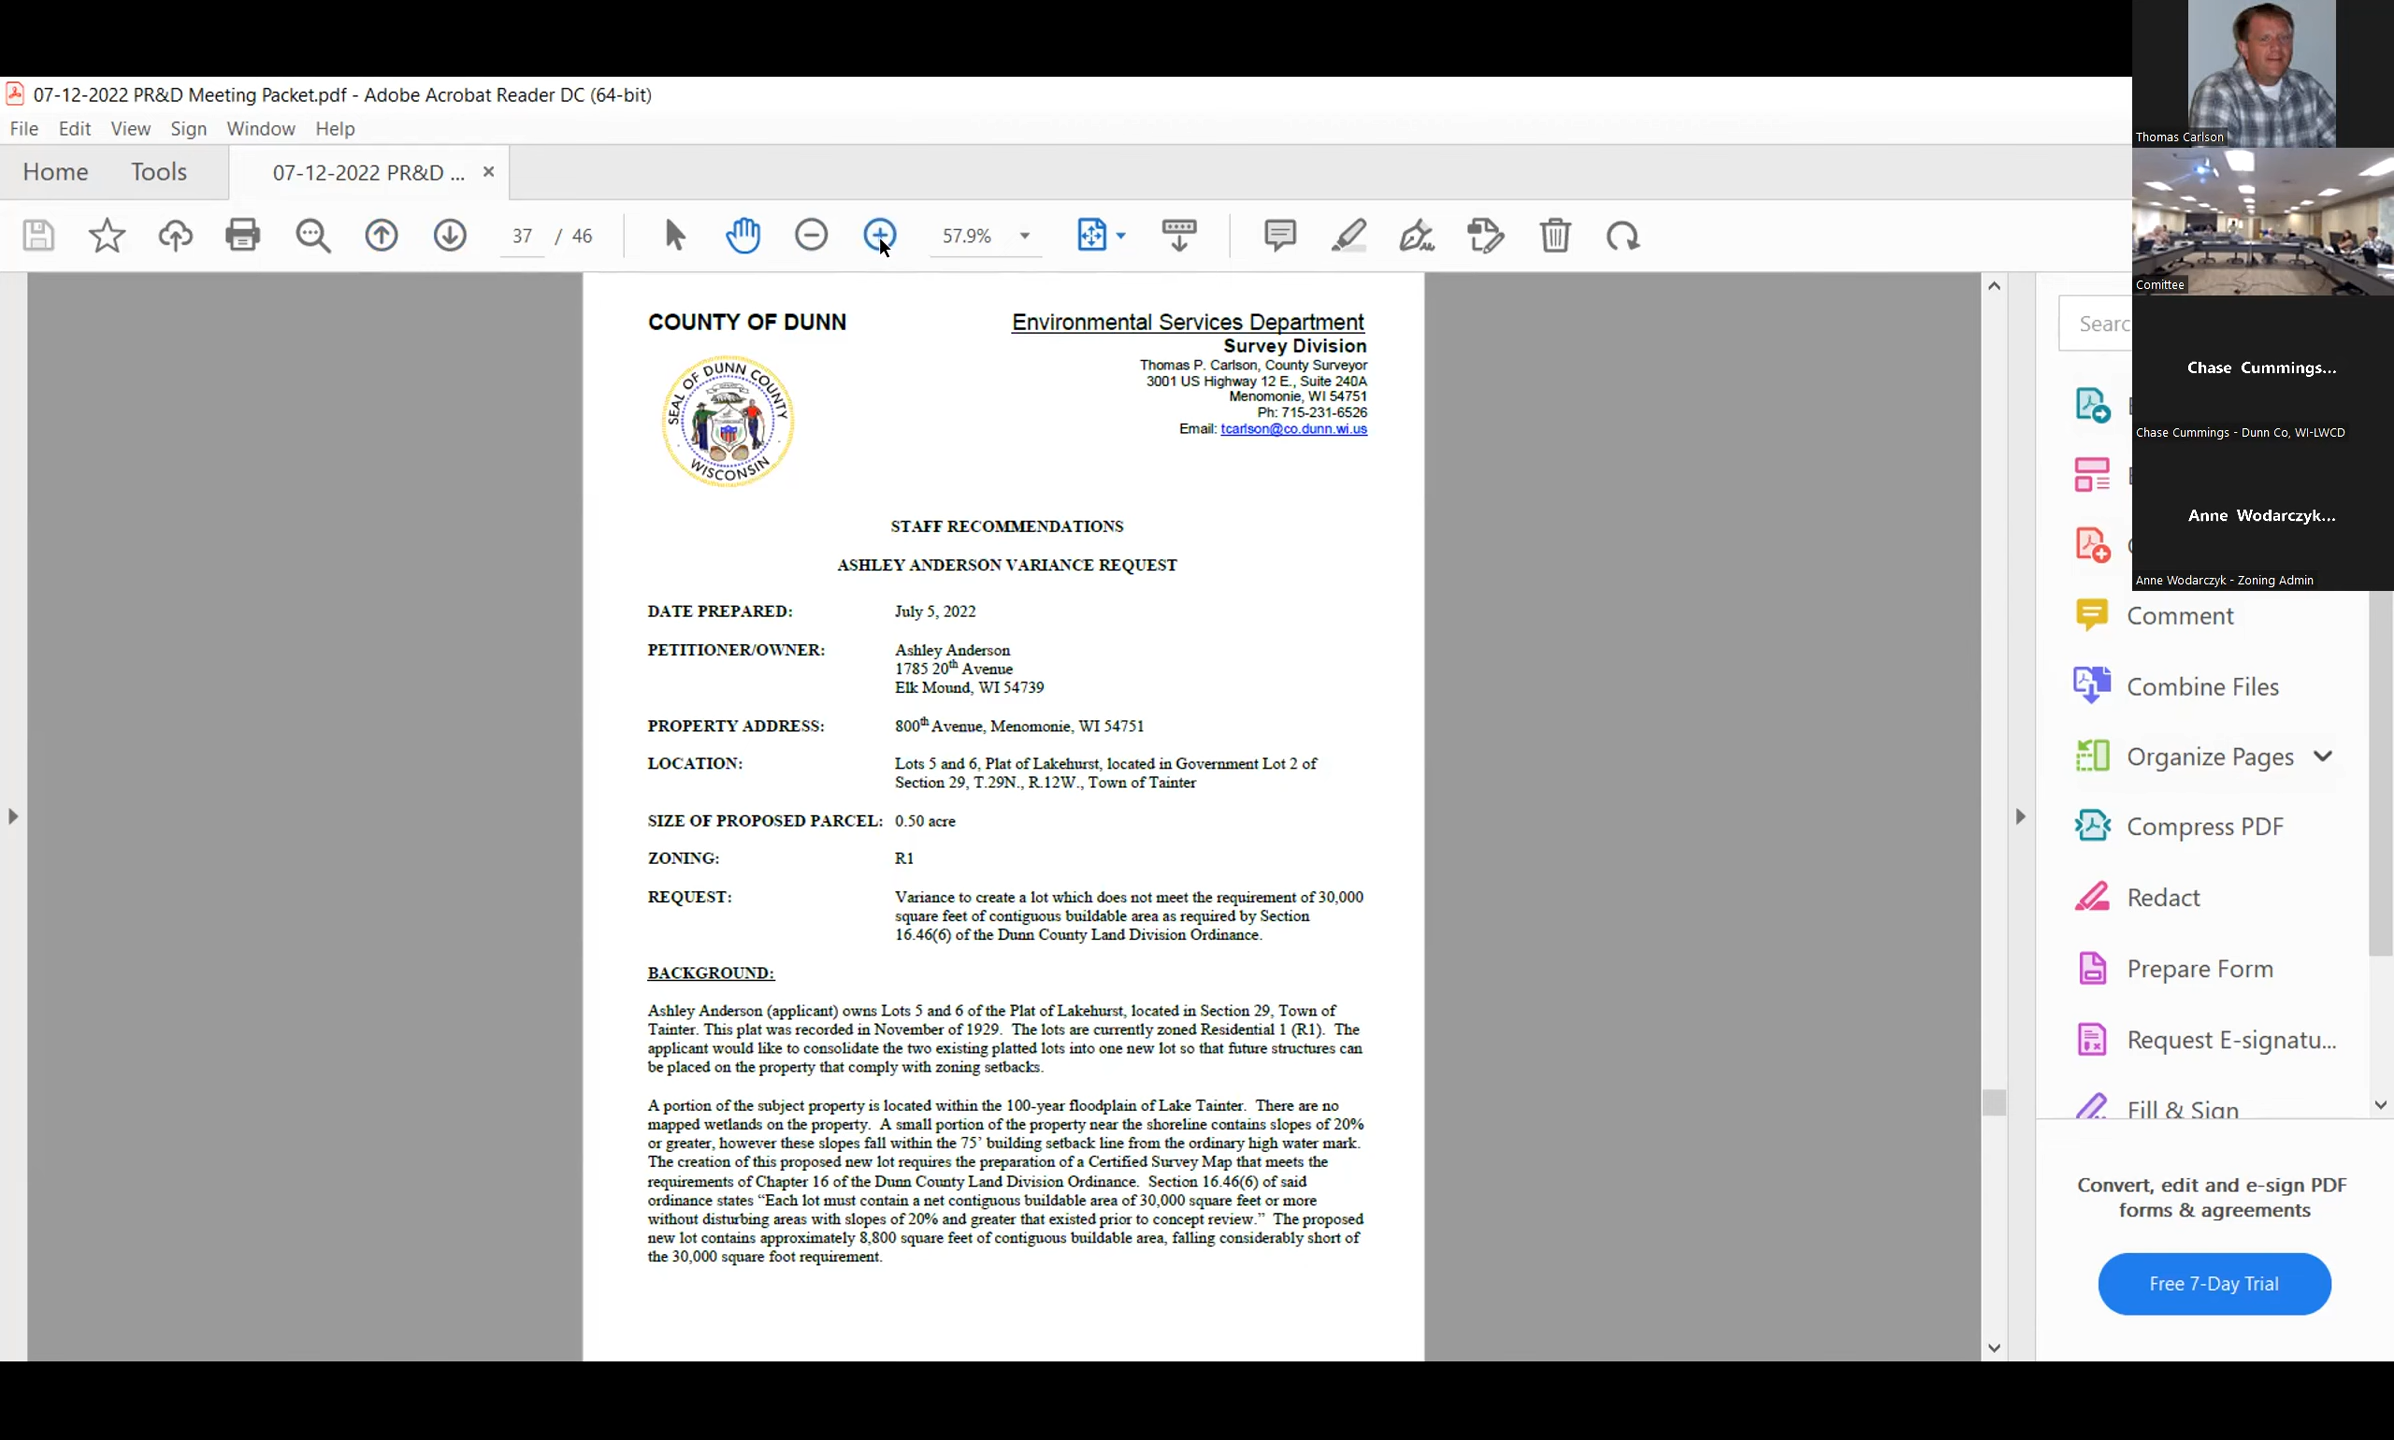 07-12-2022 PR&D Meeting Packet.pdf - Adobe Acrobat Reader DC (64-bit)
File Edit View Sign Window Help
Home Tools 07-12-2022 PR&D ...
37 / 46 57.9%
COUNTY OF DUNN
SEAL OF DUNN COUNTY
WISCONSIN
Environmental Services Department
Survey Division
Thomas P. Carlson, County Surveyor
3001 US Highway 12 E., Suite 240A
Menomonie, WI 54751
Ph: 715-231-6526
Email: tcarlson@co.dunn.wi.us
STAFF RECOMMENDATIONS
ASHLEY ANDERSON VARIANCE REQUEST
DATE PREPARED: July 5, 2022
PETITIONER/OWNER: Ashley Anderson
1785 20th Avenue
Elk Mound, WI 54739
PROPERTY ADDRESS: 800th Avenue, Menomonie, WI 54751
LOCATION: Lots 5 and 6, Plat of Lakehurst, located in Government Lot 2 of
Section 29, T.29N., R.12W., Town of Tainter
SIZE OF PROPOSED PARCEL: 0.50 acre
ZONING: R1
REQUEST: Variance to create a lot which does not meet the requirement of 30,000
square feet of contiguous buildable area as required by Section
16.46(6) of the Dunn County Land Division Ordinance.
BACKGROUND:
Ashley Anderson (applicant) owns Lots 5 and 6 of the Plat of Lakehurst, located in Section 29, Town of
Tainter. This plat was recorded in November of 1929. The lots are currently zoned Residential 1 (R1). The
applicant would like to consolidate the two existing platted lots into one new lot so that future structures can
be placed on the property that comply with zoning setbacks.
A portion of the subject property is located within the 100-year floodplain of Lake Tainter. There are no
mapped wetlands on the property. A small portion of the property near the shoreline contains slopes of 20%
or greater, however these slopes fall within the 75’ building setback line from the ordinary high water mark.
The creation of this proposed new lot requires the preparation of a Certified Survey Map that meets the
requirements of Chapter 16 of the Dunn County Land Division Ordinance. Section 16.46(6) of said
ordinance states “Each lot must contain a net contiguous buildable area of 30,000 square feet or more
without disturbing areas with slopes of 20% and greater that existed prior to concept review.” The proposed
new lot contains approximately 8,800 square feet of contiguous buildable area, falling considerably short of
the 30,000 square foot requirement.
Thomas Carlson
Comittee
Chase Cummings...
Chase Cummings - Dunn Co, WI-LWCD
Anne Wodarczyk...
Anne Wodarczyk - Zoning Admin
Searc
Comment
Combine Files
Organize Pages
Compress PDF
Redact
Prepare Form
Request E-signatu...
Fill & Sign
Convert, edit and e-sign PDF
forms & agreements
Free 7-Day Trial